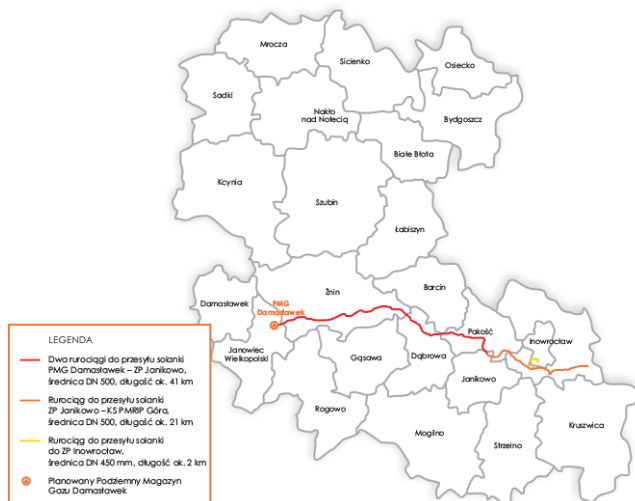 Mrocza
Sicienko
Osiecko
Sadki
Nakło
nad Notecią
Bydgoszcz
Białe Błota
Kcynia
Szubin
Łabiszyn
Żnin
Barcin
Damasławek
PMG
Damasławek
Pakość
Inowrocław
Janowiec
Wielkopolski
Gąsawa
Dąbrowa
Janikowo
Rogowo
Mogilno
Strzelno
Kruszwica
LEGENDA
Dwa rurociągi do przesyłu solanki
PMG Damasławek – ZP Janikowo,
średnica DN 500, długość ok. 41 km
Rurociąg do przesyłu solanki
ZP Janikowo – KS PMRIP Góra,
średnica DN 500, długość ok. 21 km
Rurociąg do przesyłu solanki
do ZP Inowrocław,
średnica DN 450 mm, długość ok. 2 km
Planowany Podziemny Magazyn
Gazu Damasławek